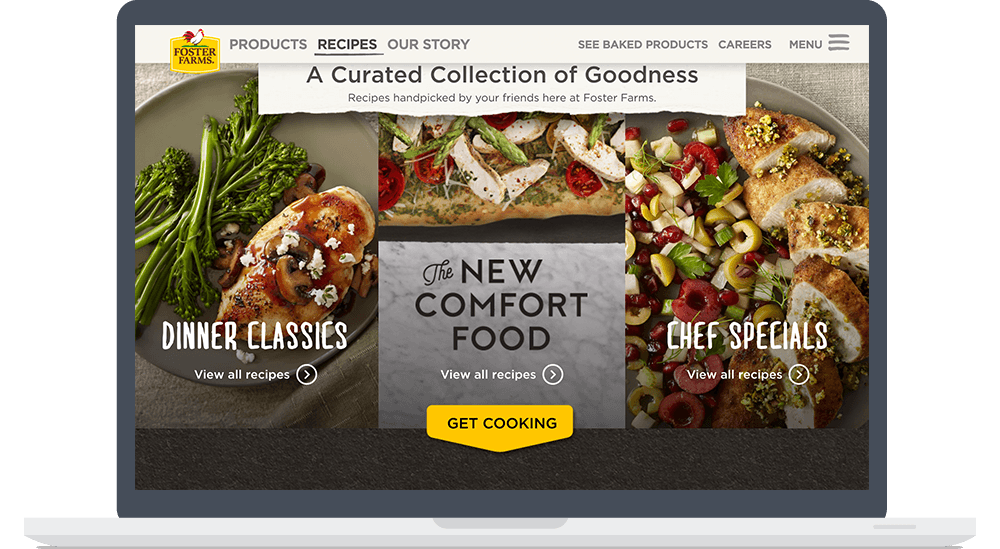 FOSTER
FARMS.
PRODUCTS RECIPES OUR STORY
SEE BAKED PRODUCTS CAREERS MENU
A Curated Collection of Goodness
Recipes handpicked by your friends here at Foster Farms.
DINNER CLASSICS
View all recipes
The NEW
COMFORT
FOOD
View all recipes
CHEF SPECIALS
View all recipes
GET COOKING